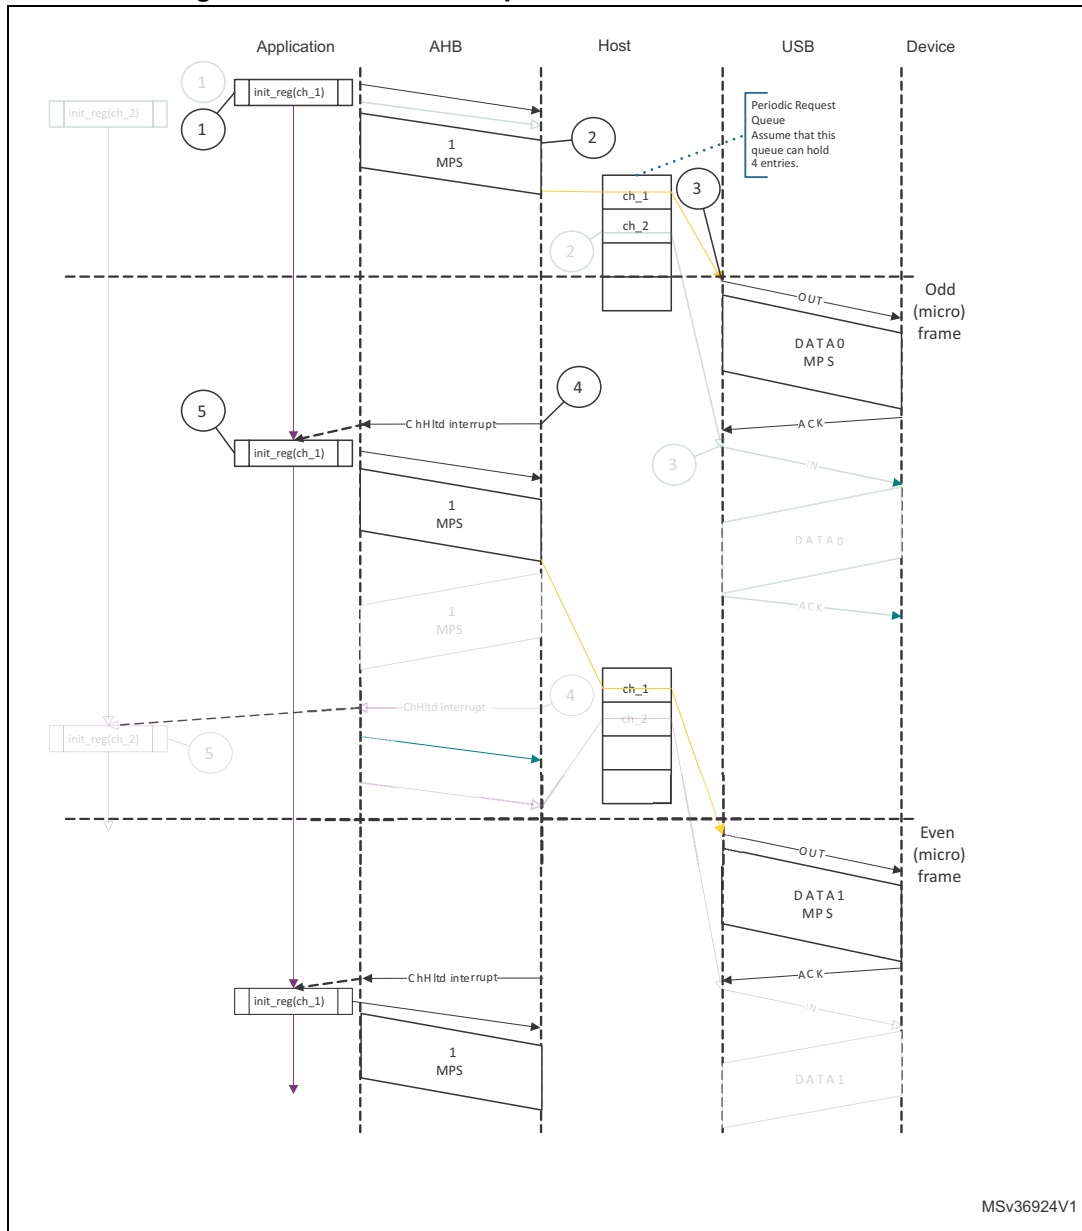 Application AHB Host USB Device
1
init_reg(ch_2)
init_reg(ch_1)
1
1
MPS
2
Periodic Request
Queue
Assume that this
queue can hold
4 entries.
3
ch_1
ch_2
2
OUT
Odd
(micro)
frame
DATA0
MPS
4
5
ChHltd interrupt
ACK
init_reg(ch_1)
3
IN
1
MPS
DATA0
ACK
1
MPS
4
ch_1
ChHltd interrupt
ch_2
init_reg(ch_2)
5
OUT
Even
(micro)
frame
DATA1
MPS
ChHltd interrupt
ACK
init_reg(ch_1)
IN
1
MPS
DATA1
MSv36924V1